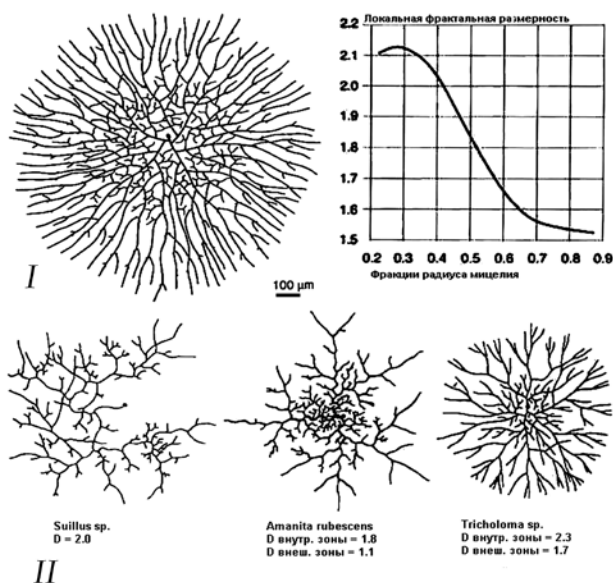 Локальная фрактальная размерность
2.2
2.1
2.0
1.9
1.8
1.7
1.6
1.5
0.2 0.3 0.4 0.5 0.6 0.7 0.8 0.9
Фракции радиуса мицелия
I
100 µm
Suillus sp.
D = 2.0
Amanita rubescens
D внутр. зоны = 1.8
D внеш. зоны = 1.1
Tricholoma sp.
D внутр. зоны = 2.3
D внеш. зоны = 1.7
II